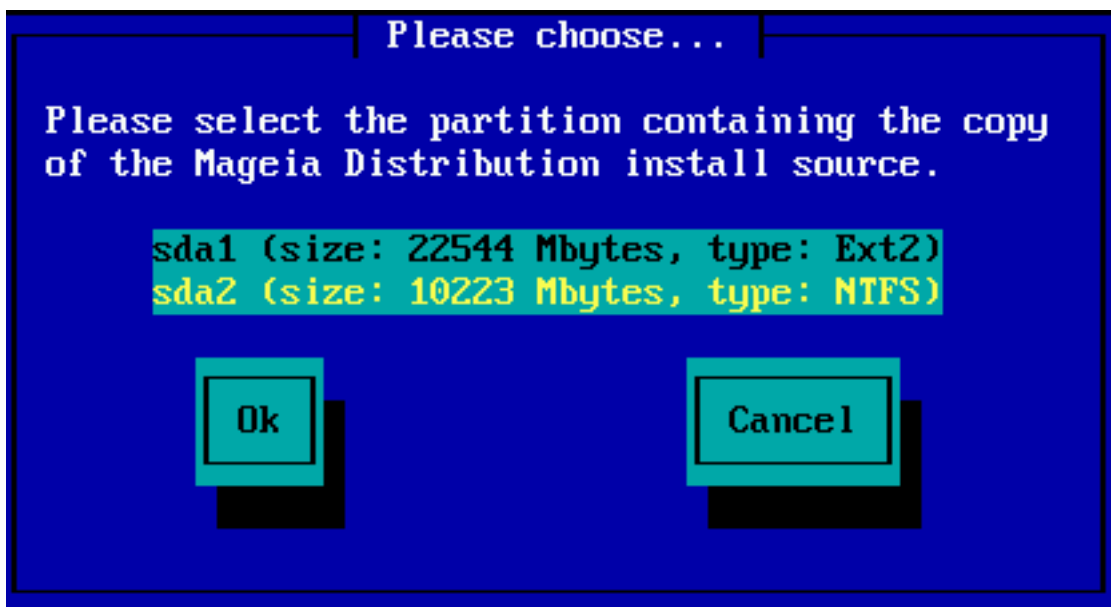 Please choose...
Please select the partition containing the copy
of the Mageia Distribution install source.
sda1 (size: 22544 Mbytes, type: Ext2)
sda2 (size: 10223 Mbytes, type: NTFS)
Ok
Cancel